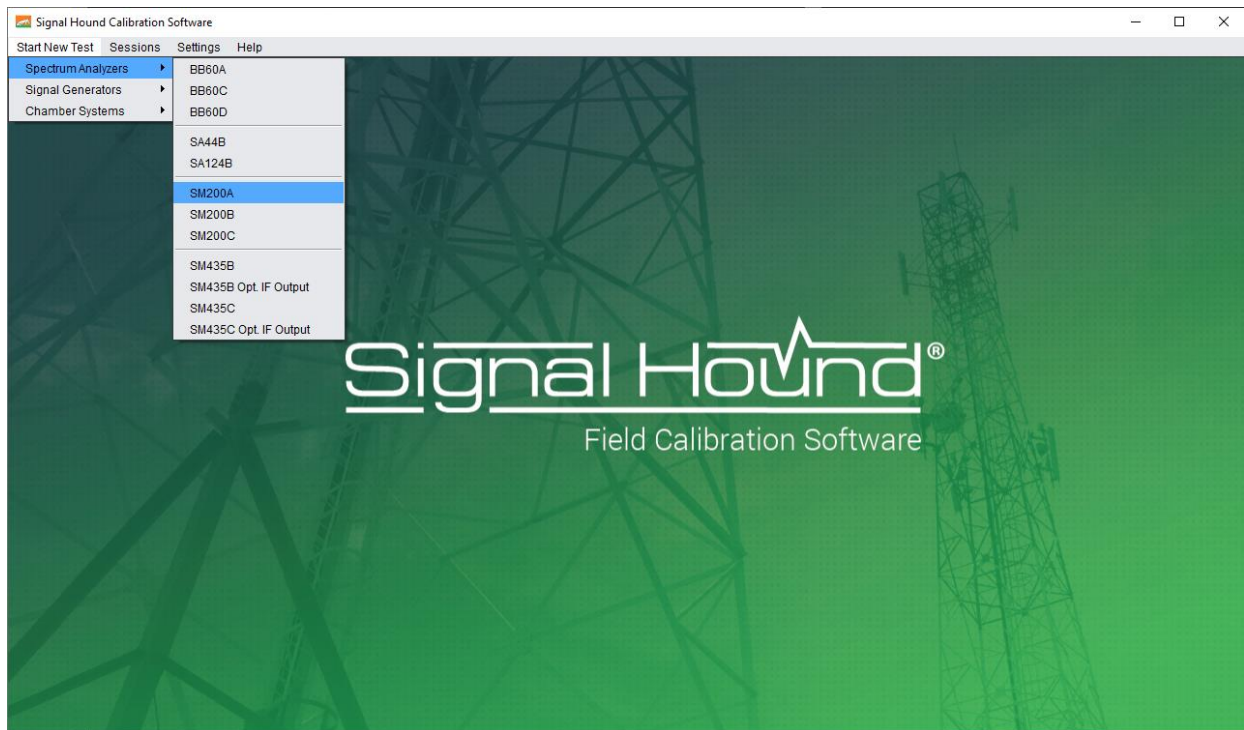 Signal Hound Calibration Software
Start New Test Sessions Settings Help
Spectrum Analyzers
Signal Generators
Chamber Systems
BB60A
BB60C
BB60D
SA44B
SA124B
SM200A
SM200B
SM200C
SM435B
SM435B Opt. IF Output
SM435C
SM435C Opt. IF Output
Signal Hound®
Field Calibration Software